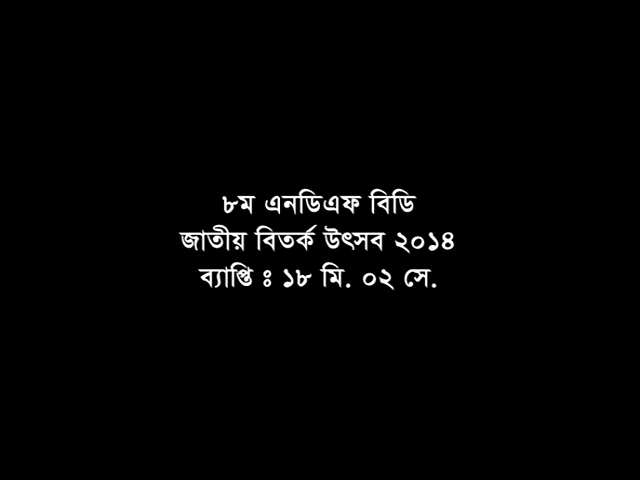 ৮ম এনডিএফ বিডি
জাতীয় বিতর্ক উৎসব ২০১৪
ব্যাপ্তি ঃ ১৮ মি. ০২ সে.